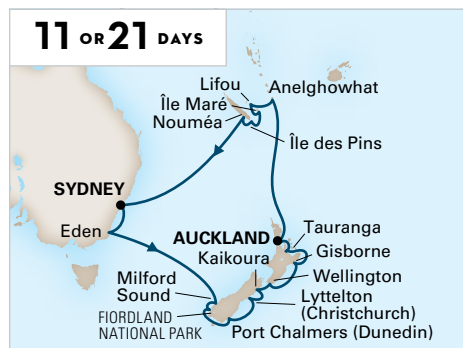 11 OR 21 DAYS
Lifou
Anelghowhat
Île Maré
Nouméa
Île des Pins
SYDNEY
Eden
AUCKLAND
Tauranga
Kaikoura
Gisborne
Wellington
Milford
Sound
Lyttelton
(Christchurch)
FIORDLAND
NATIONAL PARK
Port Chalmers (Dunedin)